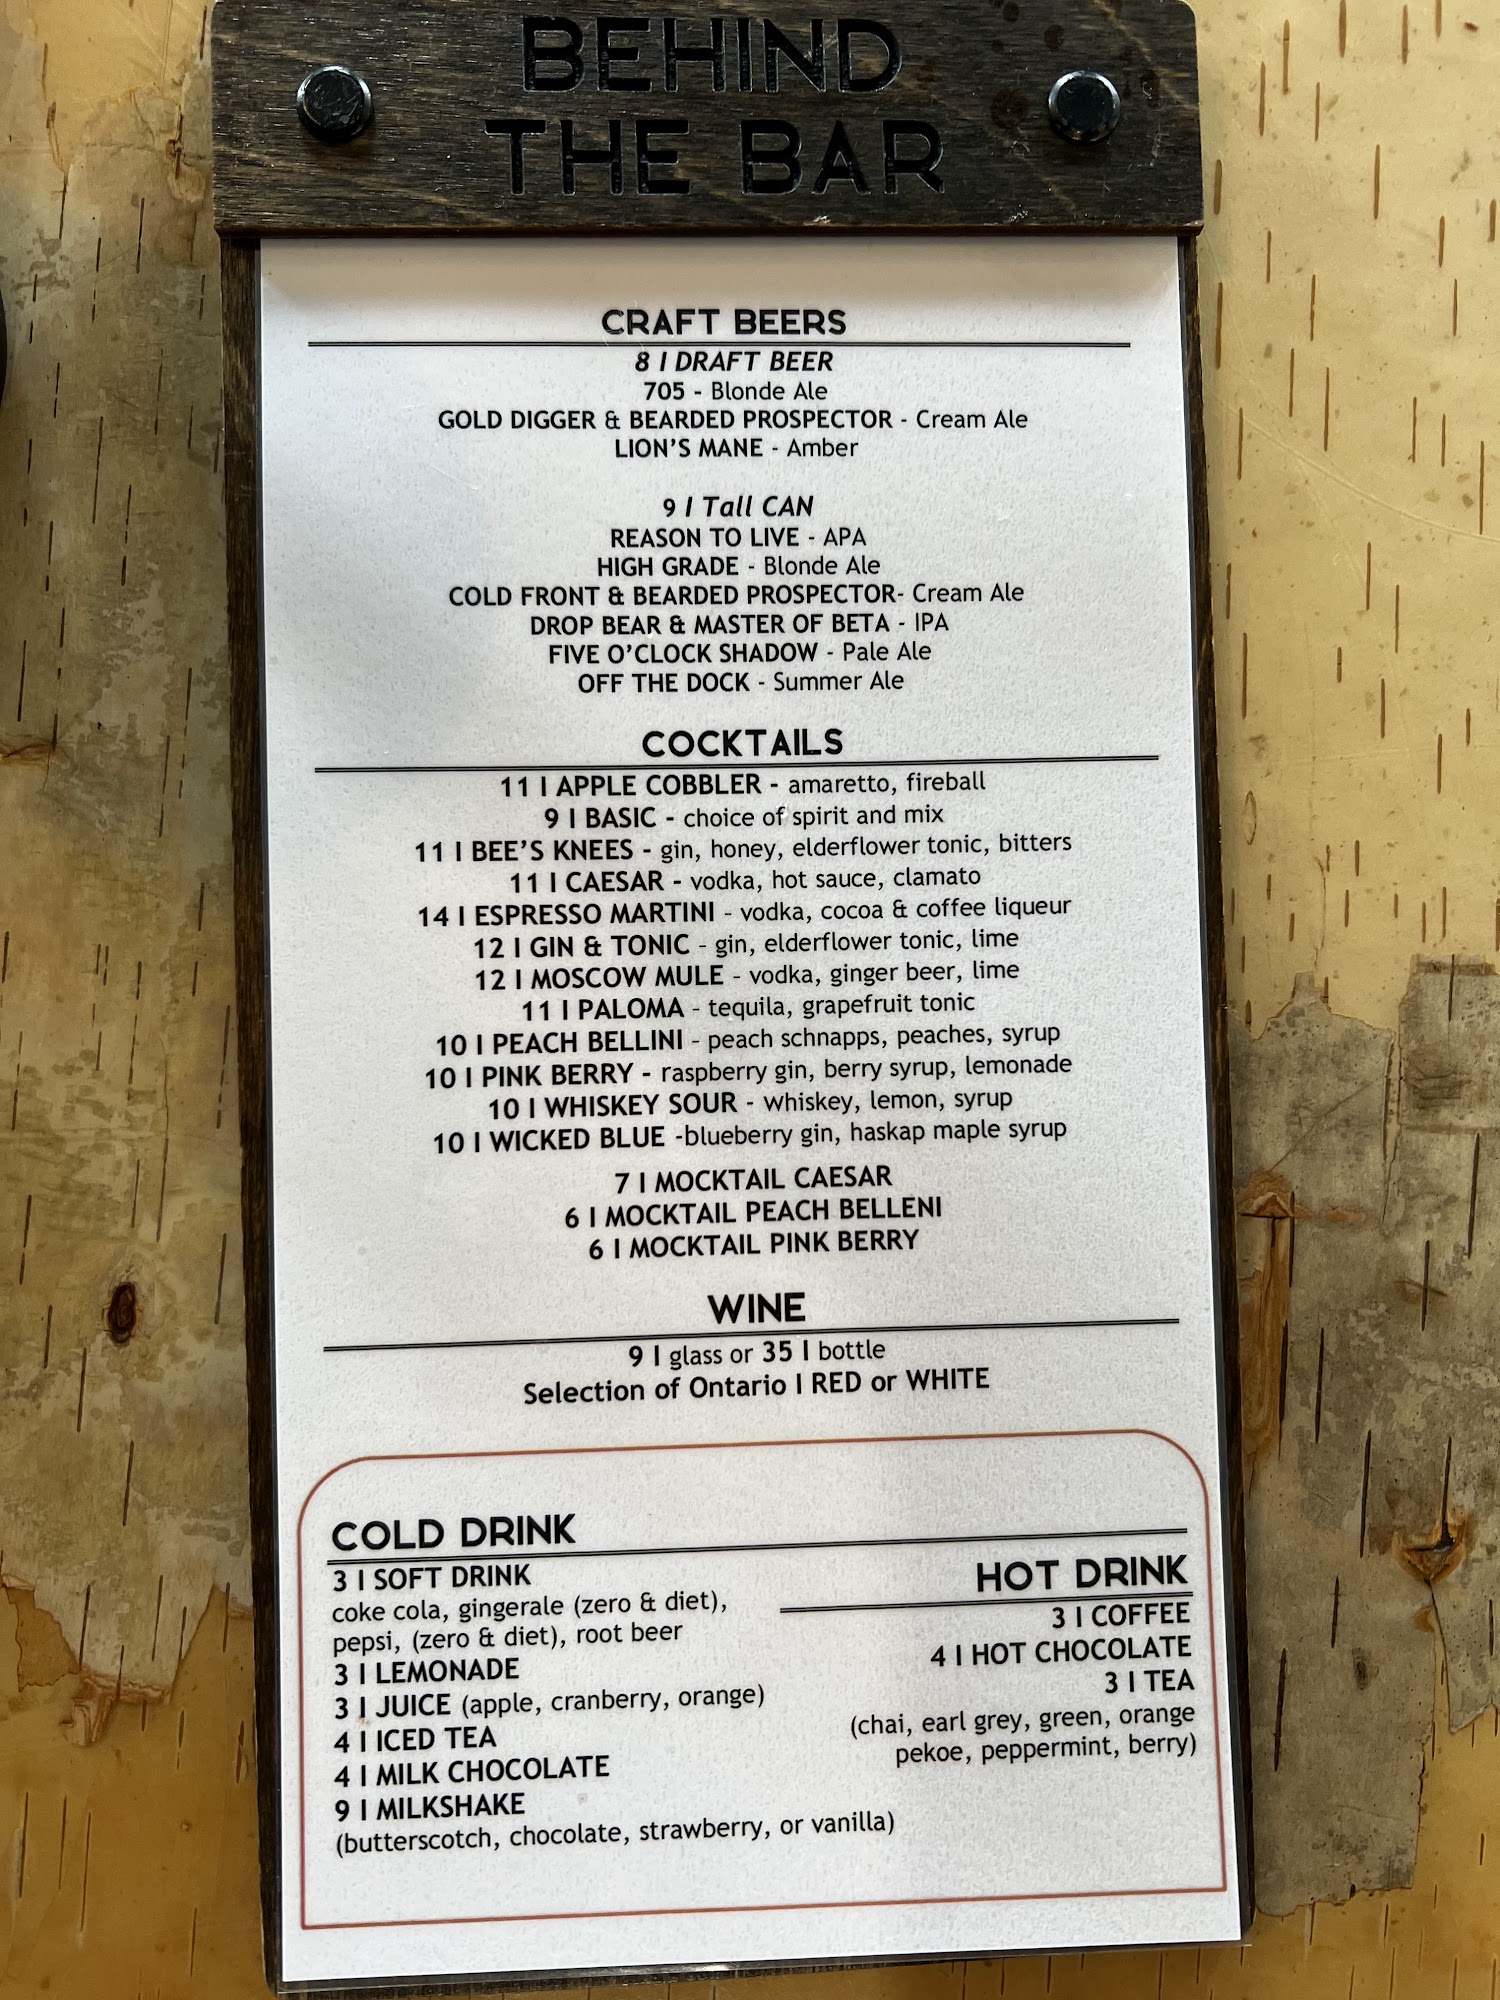 BEHIND
THE BAR
CRAFT BEERS
8 I DRAFT BEER
705 - Blonde Ale
GOLD DIGGER & BEARDED PROSPECTOR - Cream Ale
LION'S MANE - Amber
9 I Tall CAN
REASON TO LIVE - APA
HIGH GRADE - Blonde Ale
COLD FRONT & BEARDED PROSPECTOR- Cream Ale
DROP BEAR & MASTER OF BETA - IPA
FIVE O'CLOCK SHADOW - Pale Ale
OFF THE DOCK - Summer Ale
COCKTAILS
11 I APPLE COBBLER - amaretto, fireball
9 I BASIC - choice of spirit and mix
11 I BEE'S KNEES - gin, honey, elderflower tonic, bitters
11 I CAESAR - vodka, hot sauce, clamato
14 I ESPRESSO MARTINI - vodka, cocoa & coffee liqueur
12 I GIN & TONIC - gin, elderflower tonic, lime
12 I MOSCOW MULE - vodka, ginger beer, lime
11 I PALOMA - tequila, grapefruit tonic
10 I PEACH BELLINI - peach schnapps, peaches, syrup
10 I PINK BERRY - raspberry gin, berry syrup, lemonade
10 I WHISKEY SOUR - whiskey, lemon, syrup
10 I WICKED BLUE -blueberry gin, haskap maple syrup
7 I MOCKTAIL CAESAR
6 I MOCKTAIL PEACH BELLENI
6 I MOCKTAIL PINK BERRY
WINE
9 I glass or 35 I bottle
Selection of Ontario I RED or WHITE
COLD DRINK
3 I SOFT DRINK
coke cola, gingerale (zero & diet),
pepsi, (zero & diet), root beer
3 I LEMONADE
3 I JUICE (apple, cranberry, orange)
4 I ICED TEA
4 I MILK CHOCOLATE
9 I MILKSHAKE
(butterscotch, chocolate, strawberry, or vanilla)
HOT DRINK
3 I COFFEE
4 I HOT CHOCOLATE
3 I TEA
(chai, earl grey, green, orange
pekoe, peppermint, berry)